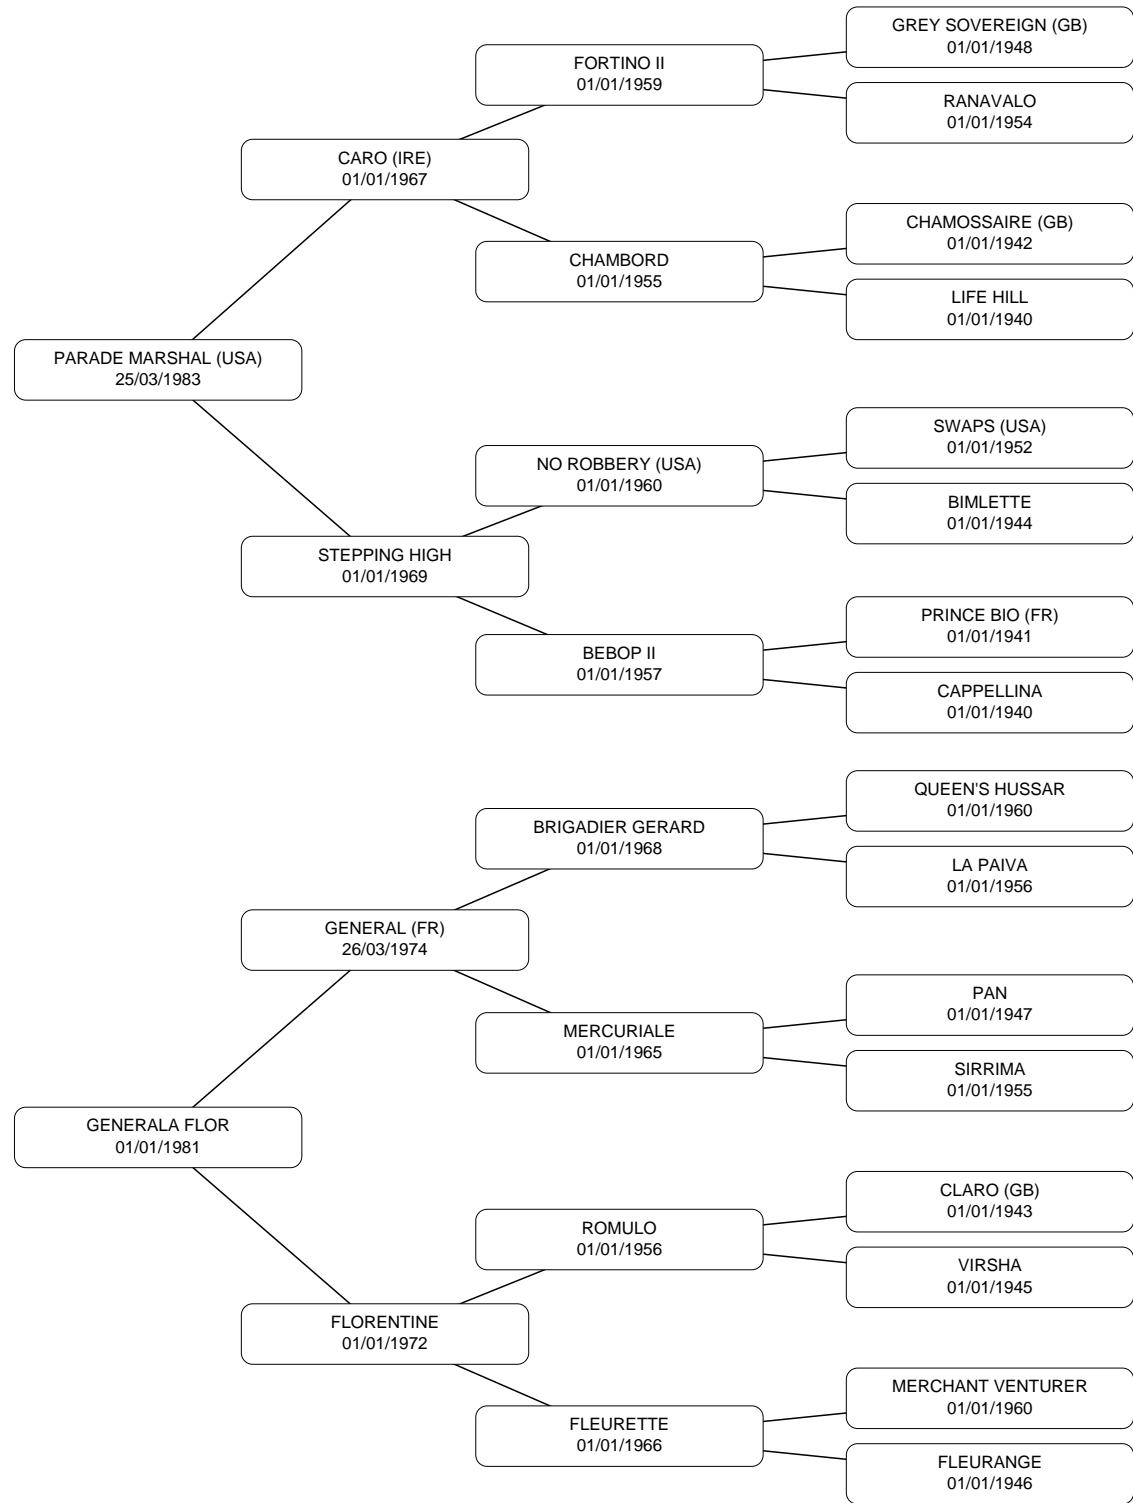 GREY SOVEREIGN (GB)
01/01/1948
FORTINO II
01/01/1959
RANAVALO
01/01/1954
CARO (IRE)
01/01/1967
CHAMOSSAIRE (GB)
01/01/1942
CHAMBORD
01/01/1955
LIFE HILL
01/01/1940
PARADE MARSHAL (USA)
25/03/1983
SWAPS (USA)
01/01/1952
NO ROBBERY (USA)
01/01/1960
BIMLETTE
01/01/1944
STEPPING HIGH
01/01/1969
PRINCE BIO (FR)
01/01/1941
BEBOP II
01/01/1957
CAPPELLINA
01/01/1940
QUEEN'S HUSSAR
01/01/1960
BRIGADIER GERARD
01/01/1968
LA PAIVA
01/01/1956
GENERAL (FR)
26/03/1974
PAN
01/01/1947
MERCURIALE
01/01/1965
SIRRIMA
01/01/1955
GENERALA FLOR
01/01/1981
CLARO (GB)
01/01/1943
ROMULO
01/01/1956
VIRSHA
01/01/1945
FLORENTINE
01/01/1972
MERCHANT VENTURER
01/01/1960
FLEURETTE
01/01/1966
FLEURANGE
01/01/1946